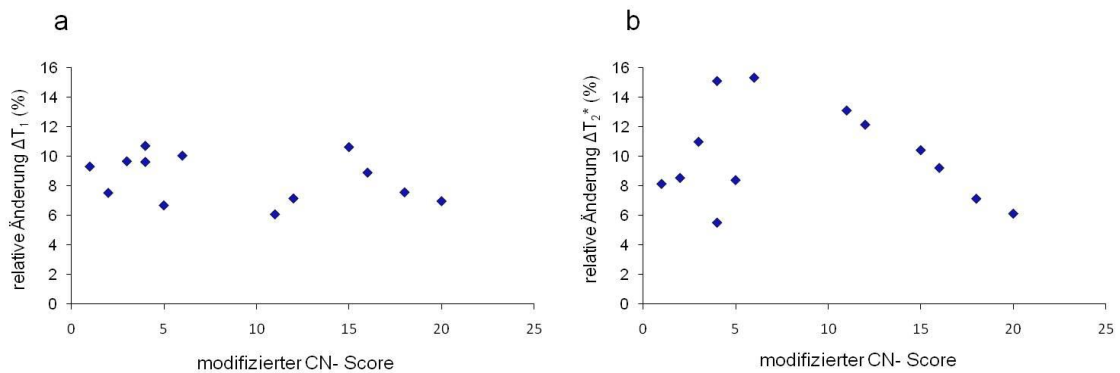 a
relative Änderung ΔT₁ (%)
16
14
12
10
8
6
4
2
0
0 5 10 15 20 25
modifizierter CN- Score
b
relative Änderung ΔT₂* (%)
16
14
12
10
8
6
4
2
0
0 5 10 15 20 25
modifizierter CN- Score